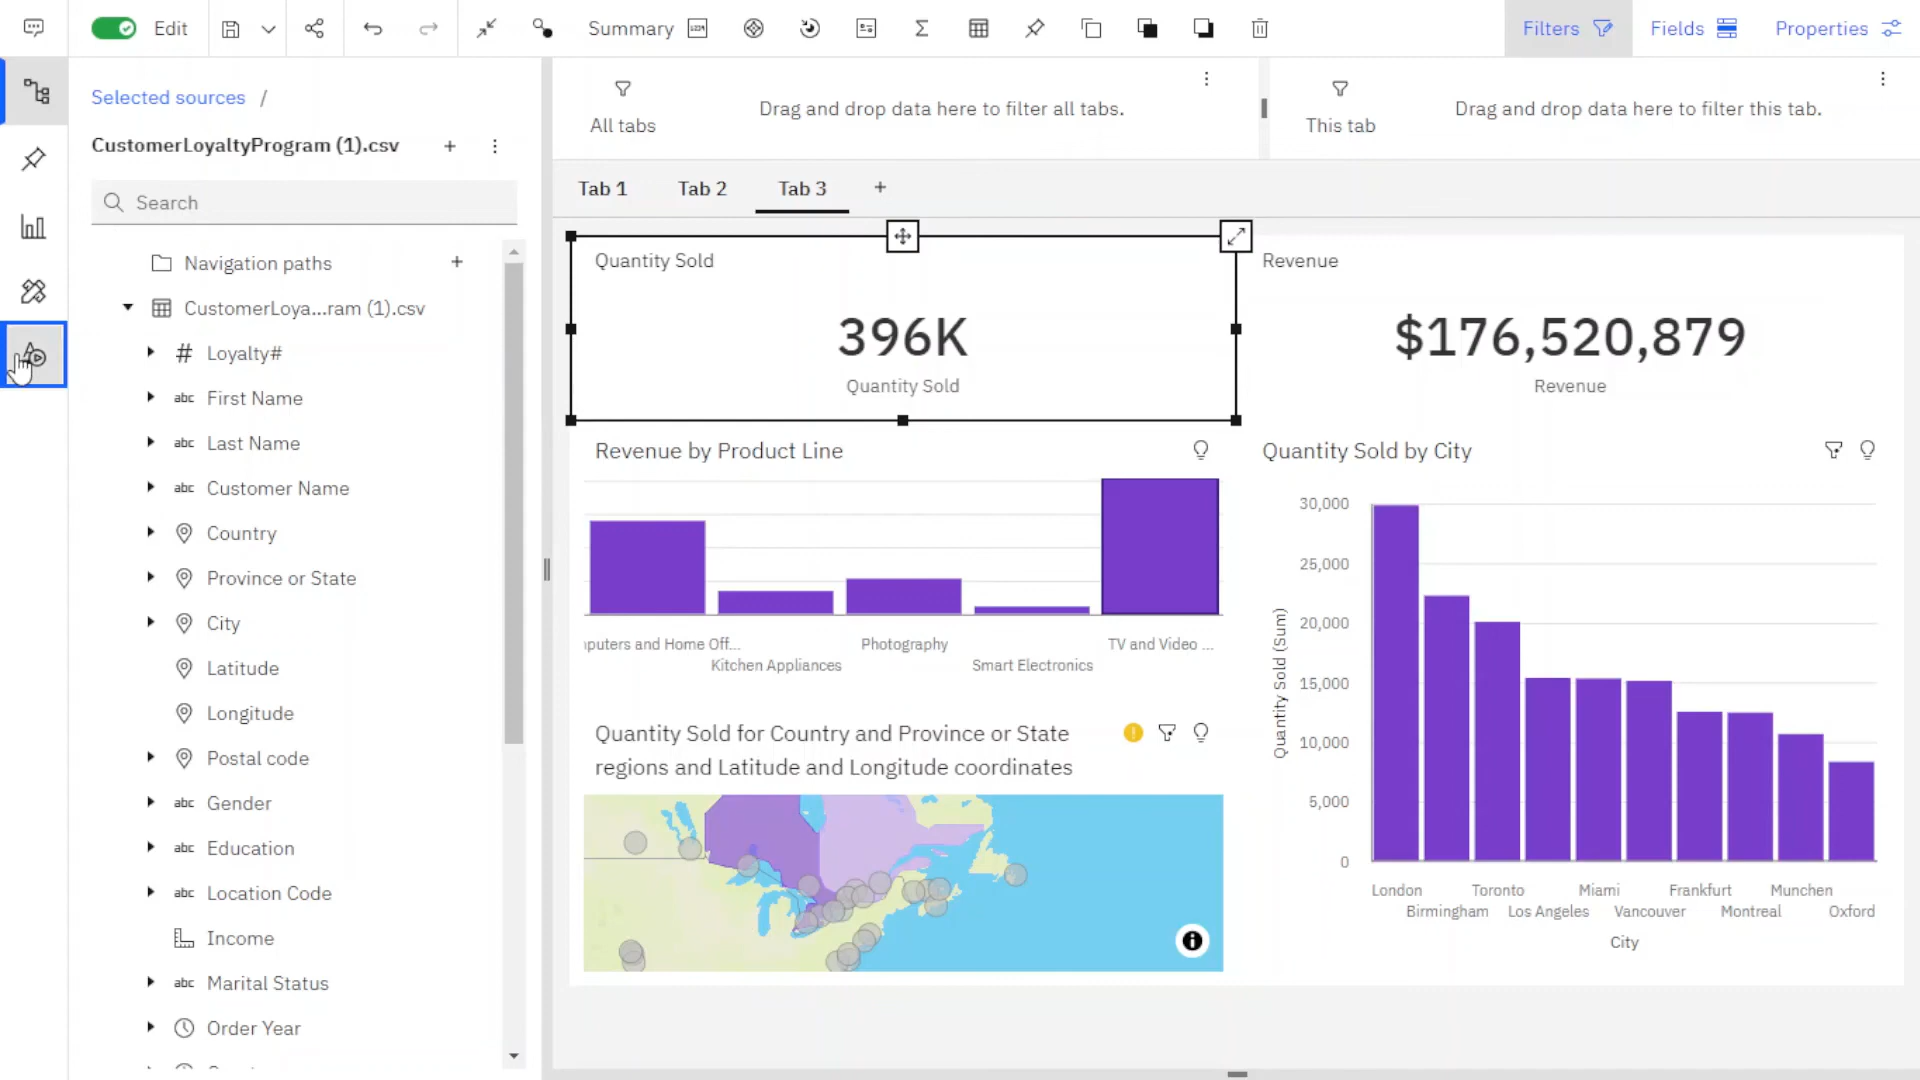 Edit
Summary
Filters
Fields
Properties
Selected sources /
CustomerLoyaltyProgram (1).csv
Search
Navigation paths
CustomerLoya...ram (1).csv
# Loyalty#
abc First Name
abc Last Name
abc Customer Name
Country
Province or State
City
Latitude
Longitude
Postal code
abc Gender
abc Education
abc Location Code
Income
abc Marital Status
Order Year
All tabs
Drag and drop data here to filter all tabs.
This tab
Drag and drop data here to filter this tab.
Tab 1
Tab 2
Tab 3
Quantity Sold
396K
Quantity Sold
Revenue
$176,520,879
Revenue
Revenue by Product Line
puters and Home Off...
Kitchen Appliances
Photography
Smart Electronics
TV and Video ...
Quantity Sold for Country and Province or State
regions and Latitude and Longitude coordinates
Quantity Sold by City
Quantity Sold (Sum)
30,000
25,000
20,000
15,000
10,000
5,000
0
London
Birmingham
Toronto
Los Angeles
Miami
Vancouver
Frankfurt
Montreal
Munchen
Oxford
City